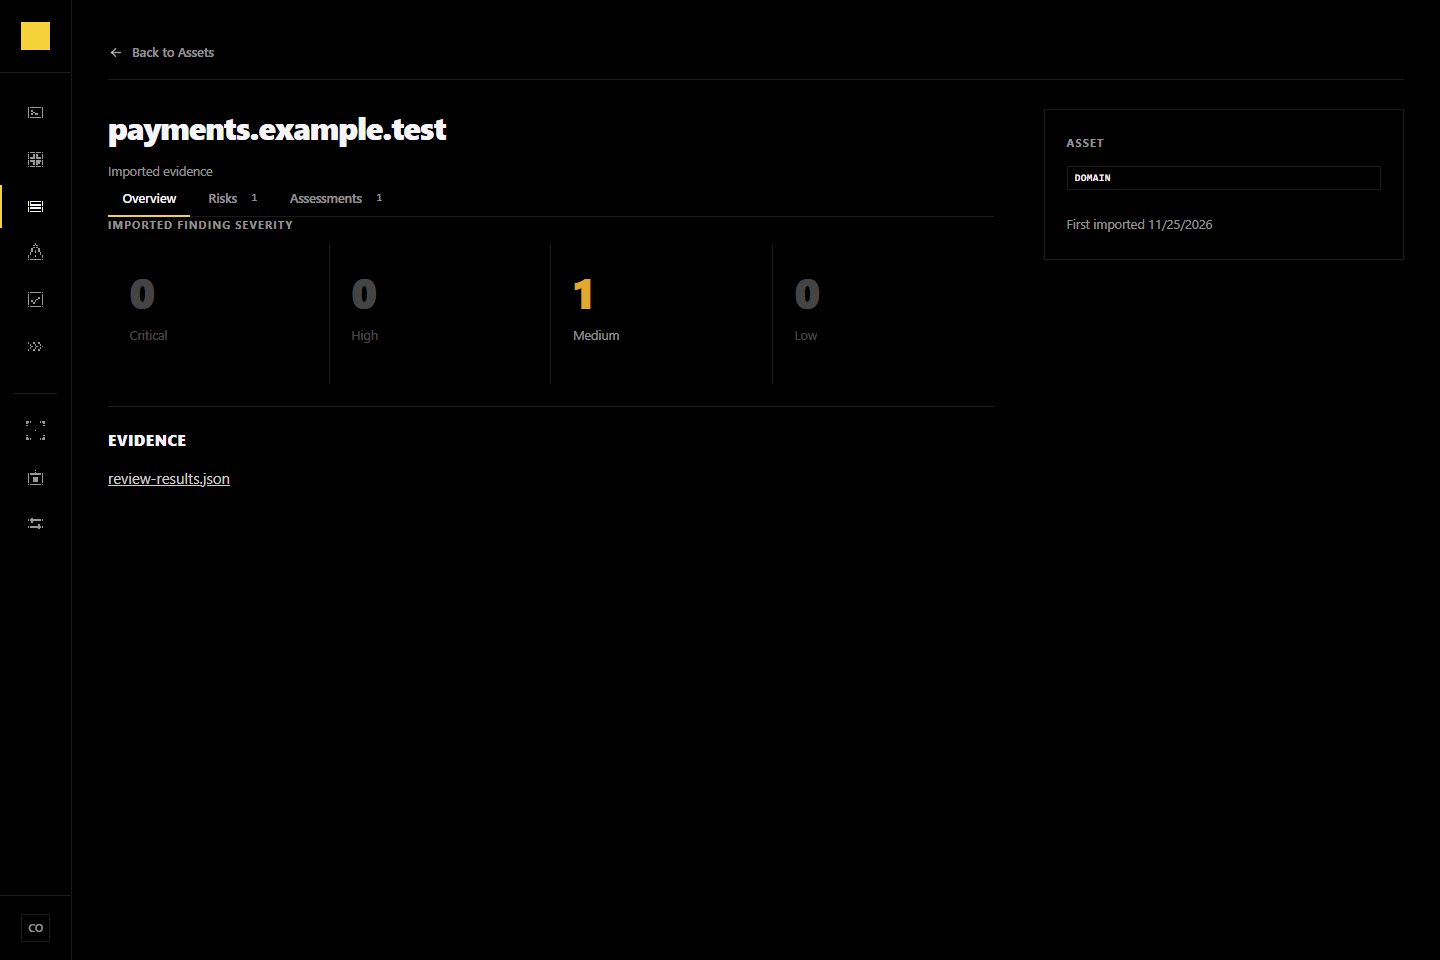 Back to Assets
payments.example.test
Imported evidence
Overview
Risks 1
Assessments 1
IMPORTED FINDING SEVERITY
0
Critical
0
High
1
Medium
0
Low
EVIDENCE
review-results.json
ASSET
DOMAIN
First imported 11/25/2026
CO